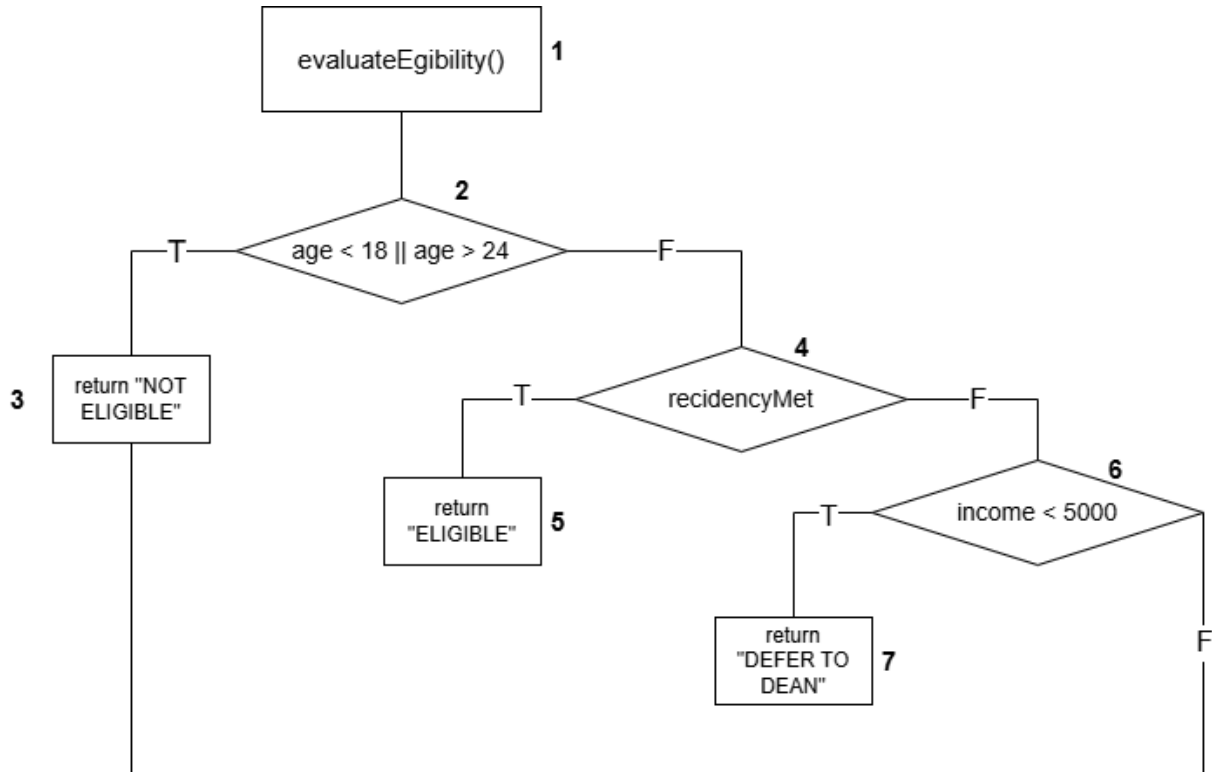 evaluateEgibility()
1
2
age < 18 || age > 24
T
F
3
return "NOT
ELIGIBLE"
4
recidencyMet
T
F
5
return
"ELIGIBLE"
6
income < 5000
T
F
return
"DEFER TO
DEAN"
7